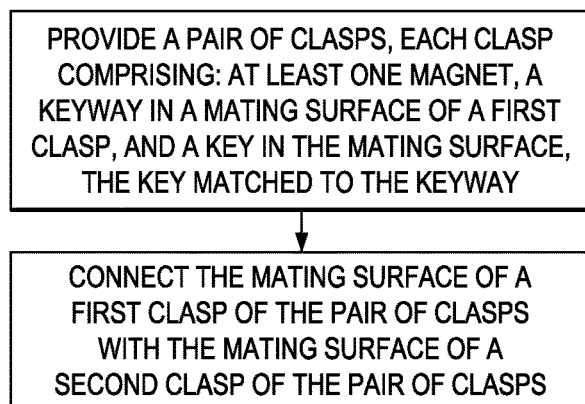 PROVIDE A PAIR OF CLASPS, EACH CLASP
COMPRISING: AT LEAST ONE MAGNET, A
KEYWAY IN A MATING SURFACE OF A FIRST
CLASP, AND A KEY IN THE MATING SURFACE,
THE KEY MATCHED TO THE KEYWAY
CONNECT THE MATING SURFACE OF A
FIRST CLASP OF THE PAIR OF CLASPS
WITH THE MATING SURFACE OF A
SECOND CLASP OF THE PAIR OF CLASPS